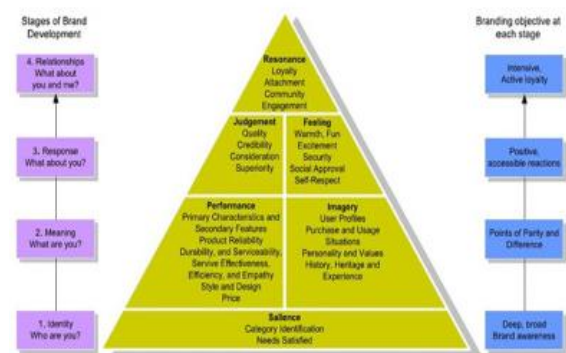 Stages of Brand
Development
Branding objective at
each stage
4. Relationships
What about
you and me?
Resonance
Loyalty
Attachment
Community
Engagement
Intensive,
Active loyalty
3. Response
What about you?
Judgement
Quality
Credibility
Consideration
Superiority
Feeling
Warmth, Fun
Excitement
Security
Social Approval
Self-Respect
Positive,
accessible reactions
2. Meaning
What are you?
Performance
Primary Characteristics and
Secondary Features
Product Reliability
Durability, and Serviceability,
Servive Effectiveness,
Efficiency, and Empathy
Style and Design
Price
Imagery
User Profiles
Purchase and Usage
Situations
Personality and Values
History, Heritage and
Experience
Points of Parity and
Difference
1, Identity
Who are you?
Salience
Category Identification
Needs Satisfied
Deep, broad
Brand awareness